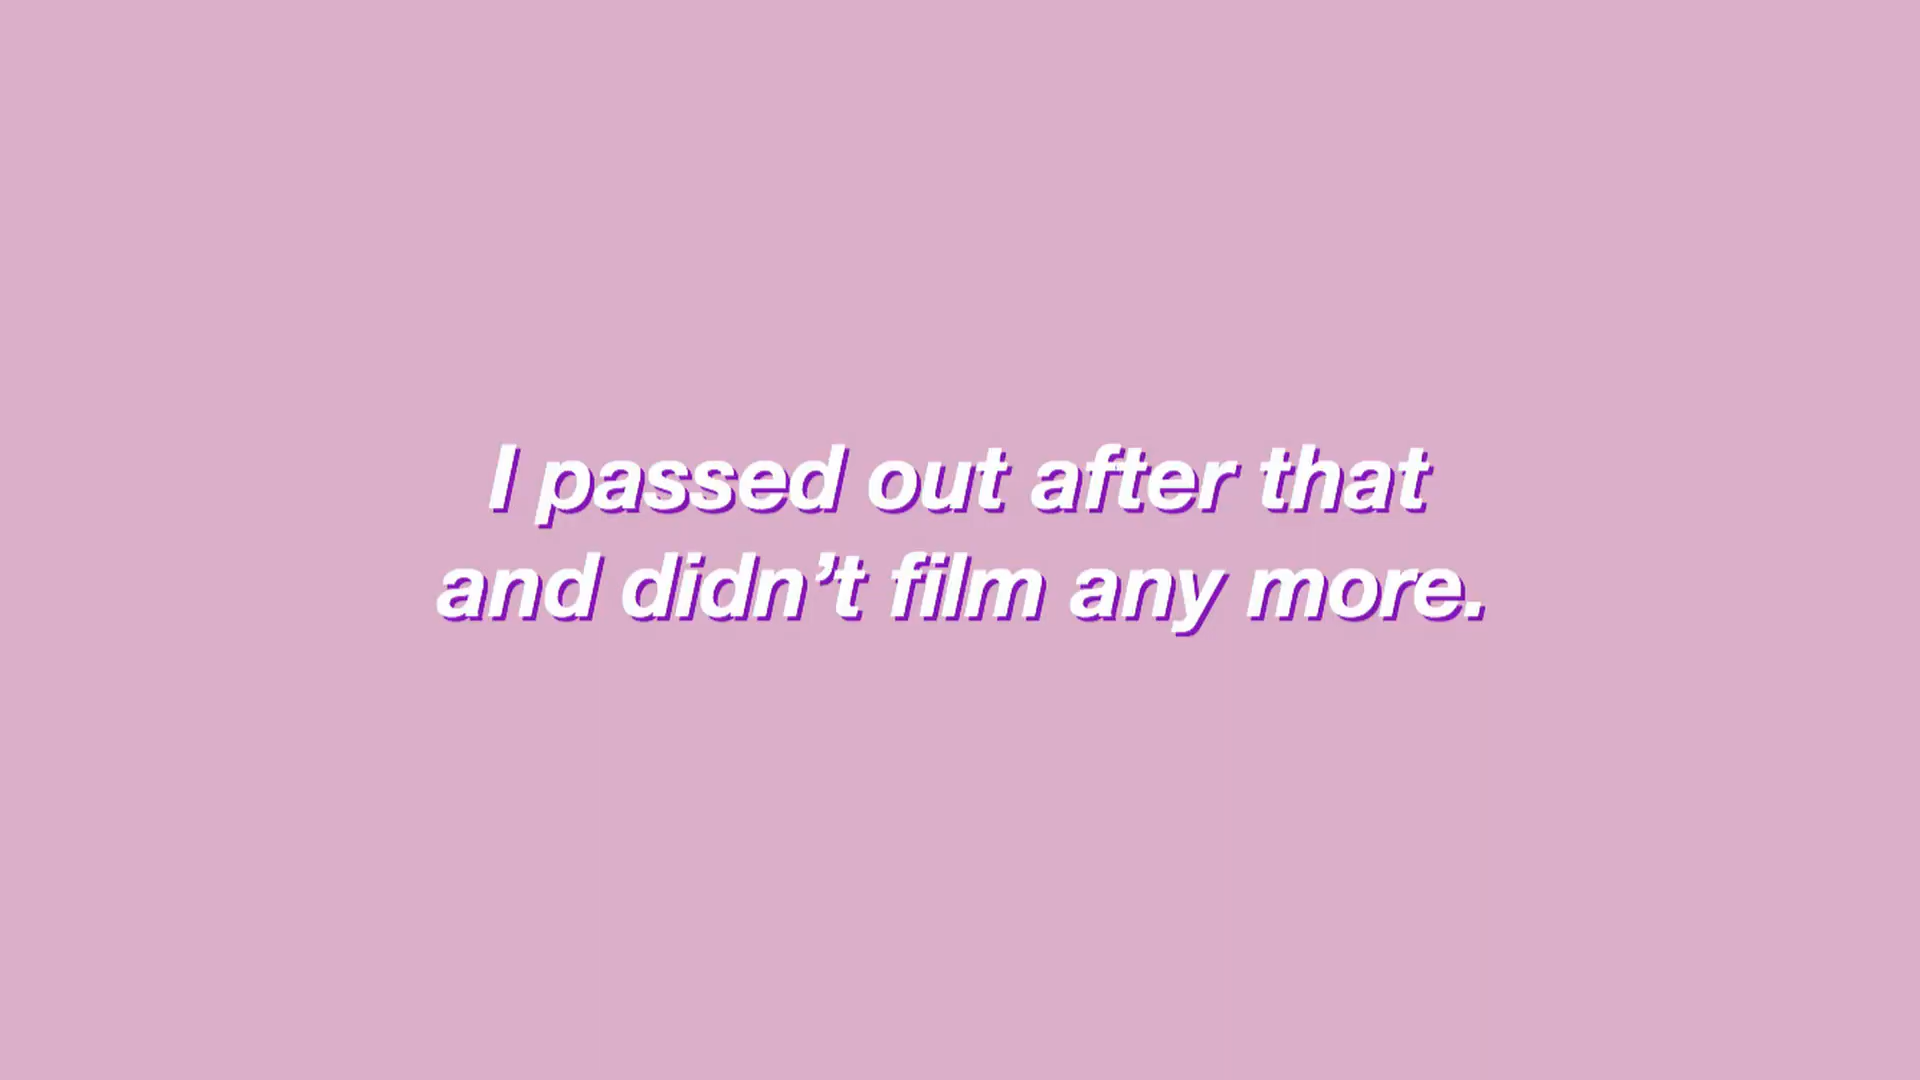 I passed out after that
and didn’t film any more.